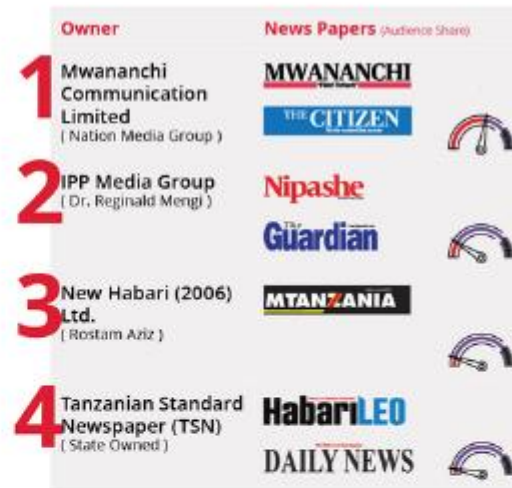 Owner
News Papers (Audience Share)
1
Mwananchi
Communication
Limited
( Nation Media Group )
MWANANCHI
THE CITIZEN
2
IPP Media Group
( Dr. Reginald Mengi )
Nipashe
The
Guardian
3
New Habari (2006)
Ltd.
( Rostam Aziz )
MTANZANIA
4
Tanzanian Standard
Newspaper (TSN)
( State Owned )
HabariLEO
DAILY NEWS